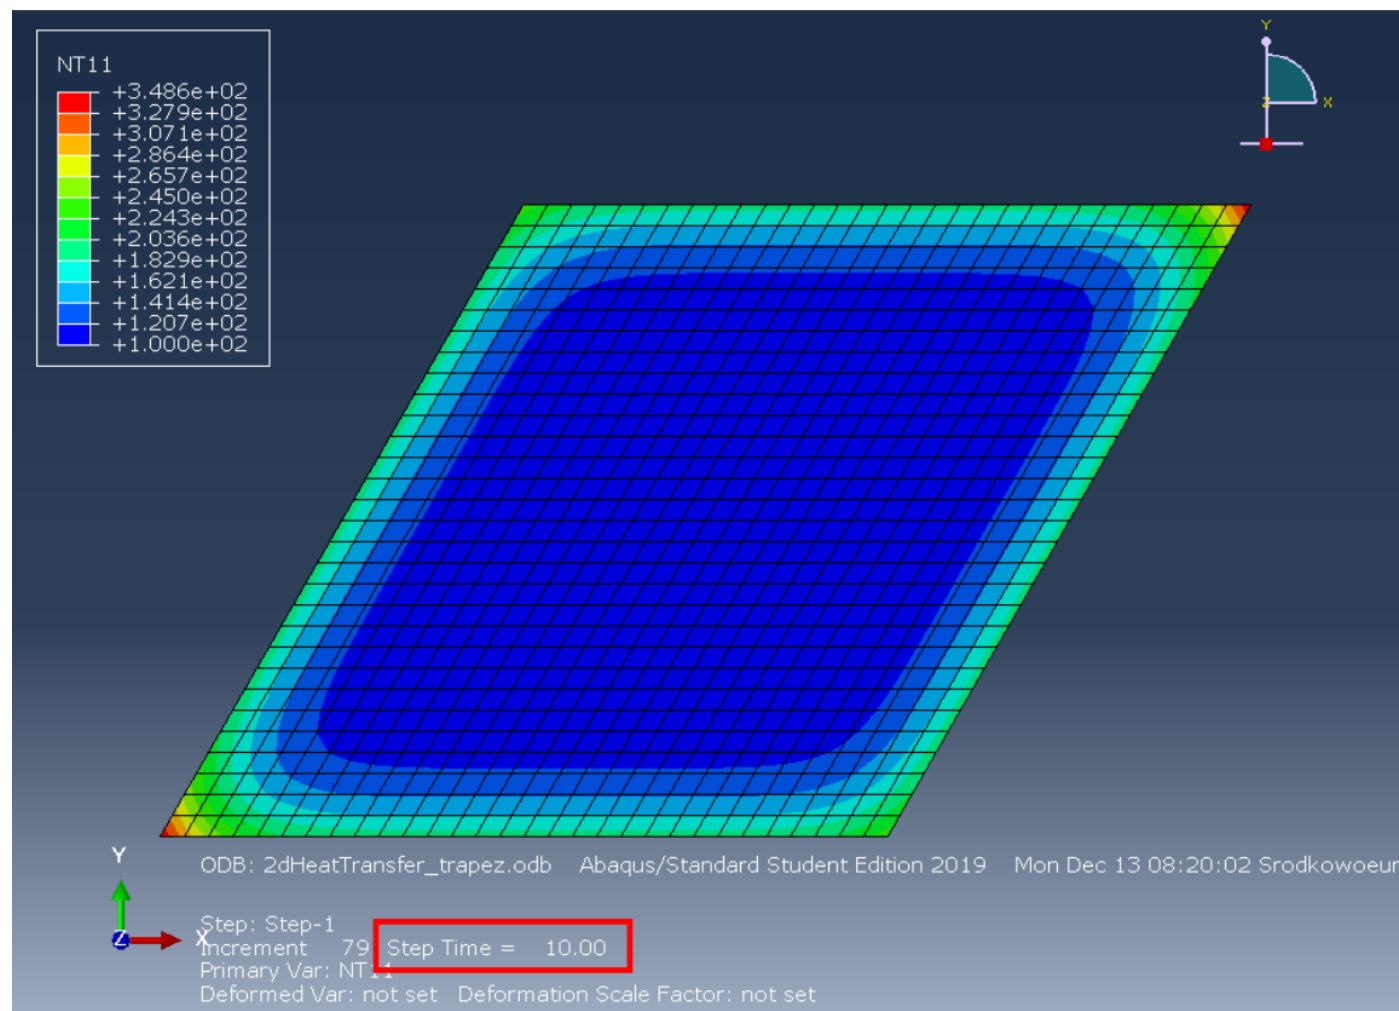 NT11
+3.486e+02
+3.279e+02
+3.071e+02
+2.864e+02
+2.657e+02
+2.450e+02
+2.243e+02
+2.036e+02
+1.829e+02
+1.621e+02
+1.414e+02
+1.207e+02
+1.000e+02
Y
Z X
Y
Z X
ODB: 2dHeatTransfer_trapez.odb Abaqus/Standard Student Edition 2019 Mon Dec 13 08:20:02 Srodkowoeur
Step: Step-1
Increment 79 Step Time = 10.00
Primary Var: NT11
Deformed Var: not set Deformation Scale Factor: not set